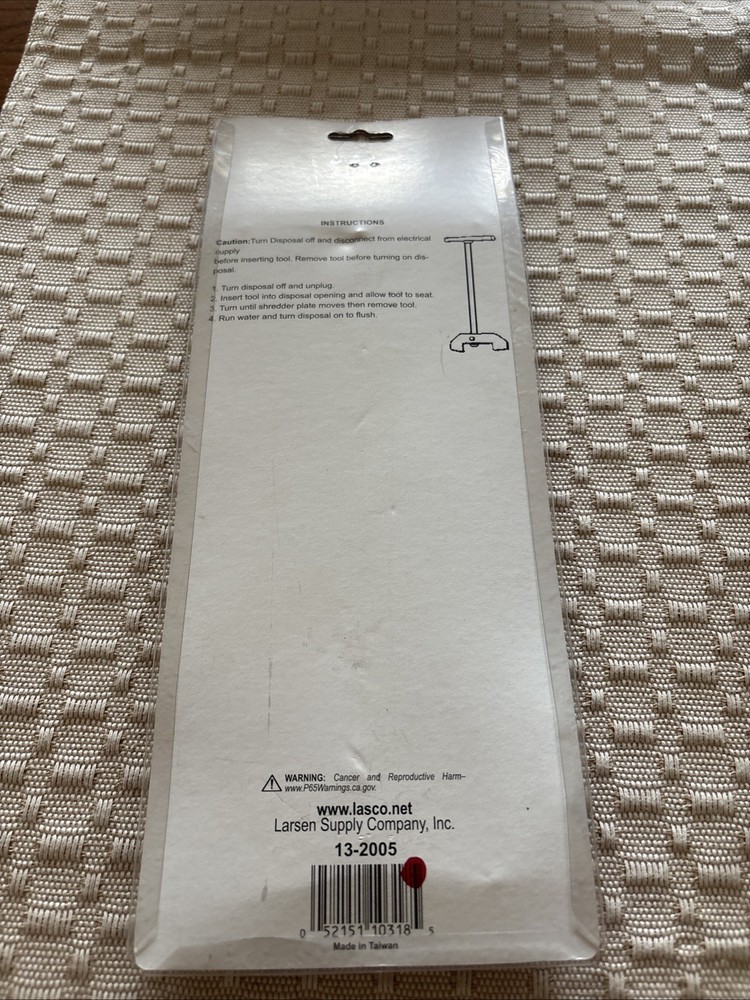 INSTRUCTIONS
Caution:Turn Disposal off and disconnect from electrical
supply
before inserting tool. Remove tool before turning on dis-
posal.
1. Turn disposal off and unplug.
2. Insert tool into disposal opening and allow tool to seat.
3. Turn until shredder plate moves then remove tool.
4. Run water and turn disposal on to flush.
WARNING: Cancer and Reproductive Harm–
www.P65Warnings.ca.gov.
www.lasco.net
Larsen Supply Company, Inc.
13-2005
0 52151 10318 5
Made in Taiwan